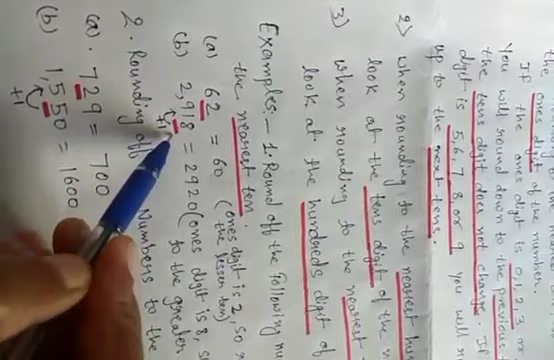 the ones digit of the number.
IF the ones digit is 0,1,2,3 or
You will round down to the previous t
the tens digit does not change. If
digit is 5,6,7,8 or 9 you will r
up to the next tens.
2) when rounding to the nearest hu
look at the tens digit of the n
3) when rounding to the nearest
look at the hundreds digit of
Examples:- 1. Round off the following nu
the nearest ten
(a) 62 = 60 (ones digit is 2, so
the lesser ten)
(b) 2,918 = 2920 (ones digit is 8, s
+1 to the greater
2. Rounding off Numbers to the
(a). 729 = 700
(b) 1,550 = 1600
+1